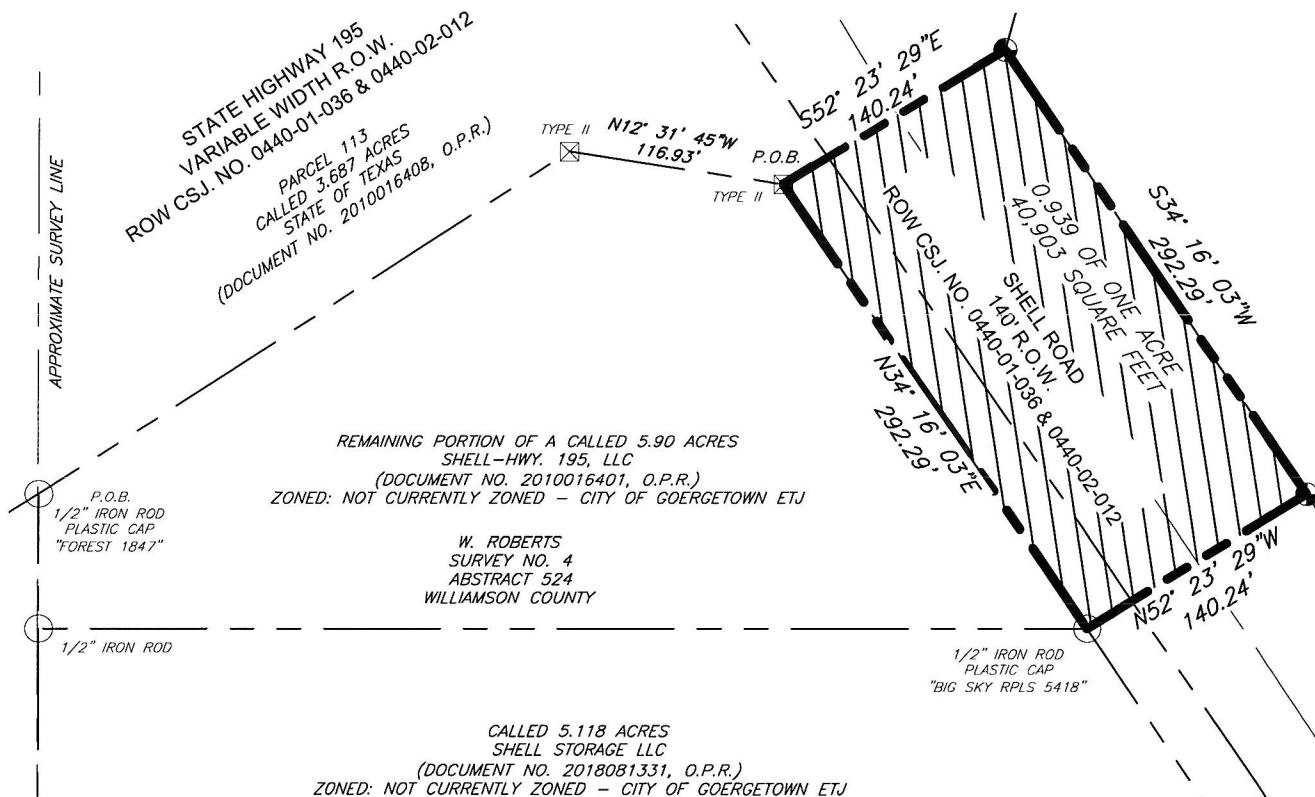 STATE HIGHWAY 195
VARIABLE WIDTH R.O.W.
ROW CSJ. NO. 0440-01-036 & 0440-02-012
PARCEL 113
CALLED 3.687 ACRES
STATE OF TEXAS
(DOCUMENT NO. 2010016408, O.P.R.)
APPROXIMATE SURVEY LINE
TYPE II
N12° 31' 45"W
116.93'
P.O.B.
TYPE II
S52° 23' 29"E
140.24'
S34° 16' 03"W
292.29'
0.939 OF ONE ACRE
40,903 SQUARE FEET
SHELL ROAD
140' R.O.W.
ROW CSJ. NO. 0440-01-036 & 0440-02-012
N34° 16' 03"E
292.29'
N52° 23' 29"W
140.24'
REMAINING PORTION OF A CALLED 5.90 ACRES
SHELL-HWY. 195, LLC
(DOCUMENT NO. 2010016401, O.P.R.)
ZONED: NOT CURRENTLY ZONED - CITY OF GOERGETOWN ETJ
P.O.B.
1/2" IRON ROD
PLASTIC CAP
"FOREST 1847"
W. ROBERTS
SURVEY NO. 4
ABSTRACT 524
WILLIAMSON COUNTY
1/2" IRON ROD
1/2" IRON ROD
PLASTIC CAP
"BIG SKY RPLS 5418"
CALLED 5.118 ACRES
SHELL STORAGE LLC
(DOCUMENT NO. 2018081331, O.P.R.)
ZONED: NOT CURRENTLY ZONED - CITY OF GOERGETOWN ETJ